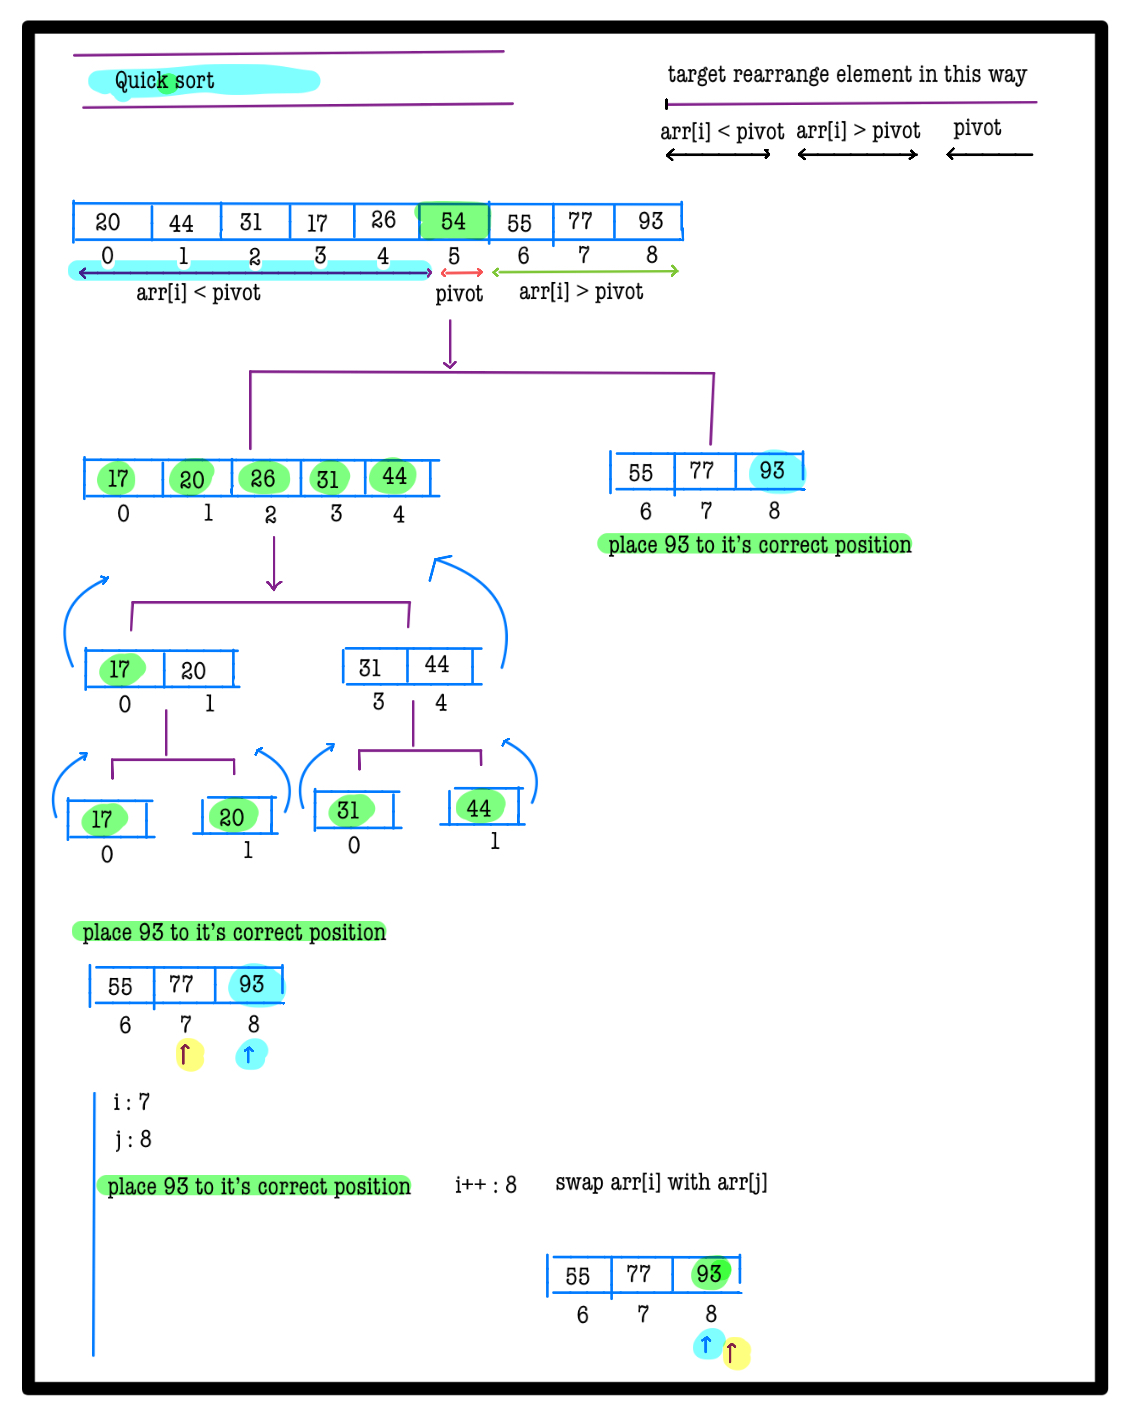 Quick sort
target rearrange element in this way
arr[i] < pivot arr[i] > pivot pivot
20 44 31 17 26 54 55 77 93
0 1 2 3 4 5 6 7 8
arr[i] < pivot pivot arr[i] > pivot
17 20 26 31 44
0 1 2 3 4
55 77 93
6 7 8
place 93 to it's correct position
17 20
0 1
31 44
3 4
17 20 31 44
0 1 0 1
place 93 to it's correct position
55 77 93
6 7 8
i : 7
j : 8
place 93 to it's correct position i++ : 8 swap arr[i] with arr[j]
55 77 93
6 7 8